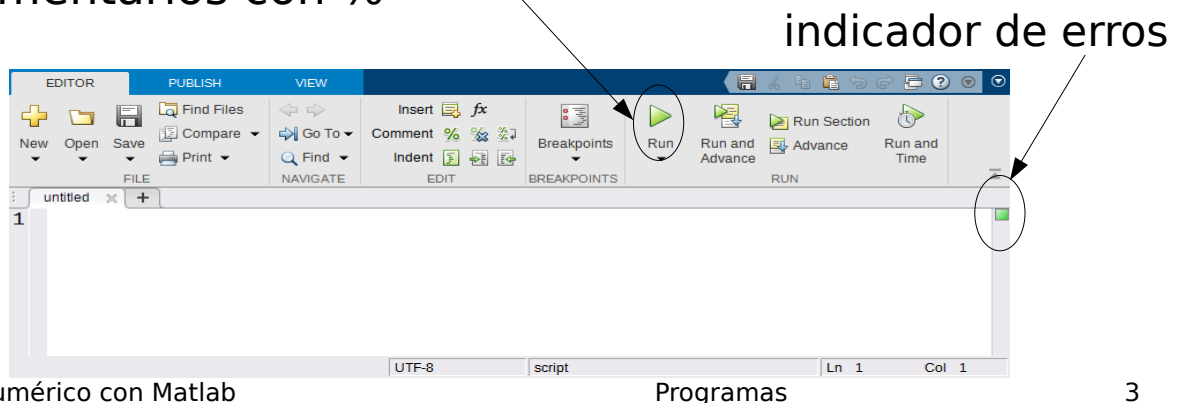 mentarios con %
indicador de erros
EDITOR PUBLISH VIEW
New Open Save Find Files Compare Print FILE
Go To Find NAVIGATE
Insert fx Comment % Indent EDIT
Breakpoints BREAKPOINTS
Run Run and Advance Run Section Advance Run and Time RUN
untitled
1
UTF-8 script Ln 1 Col 1
umérico con Matlab Programas 3